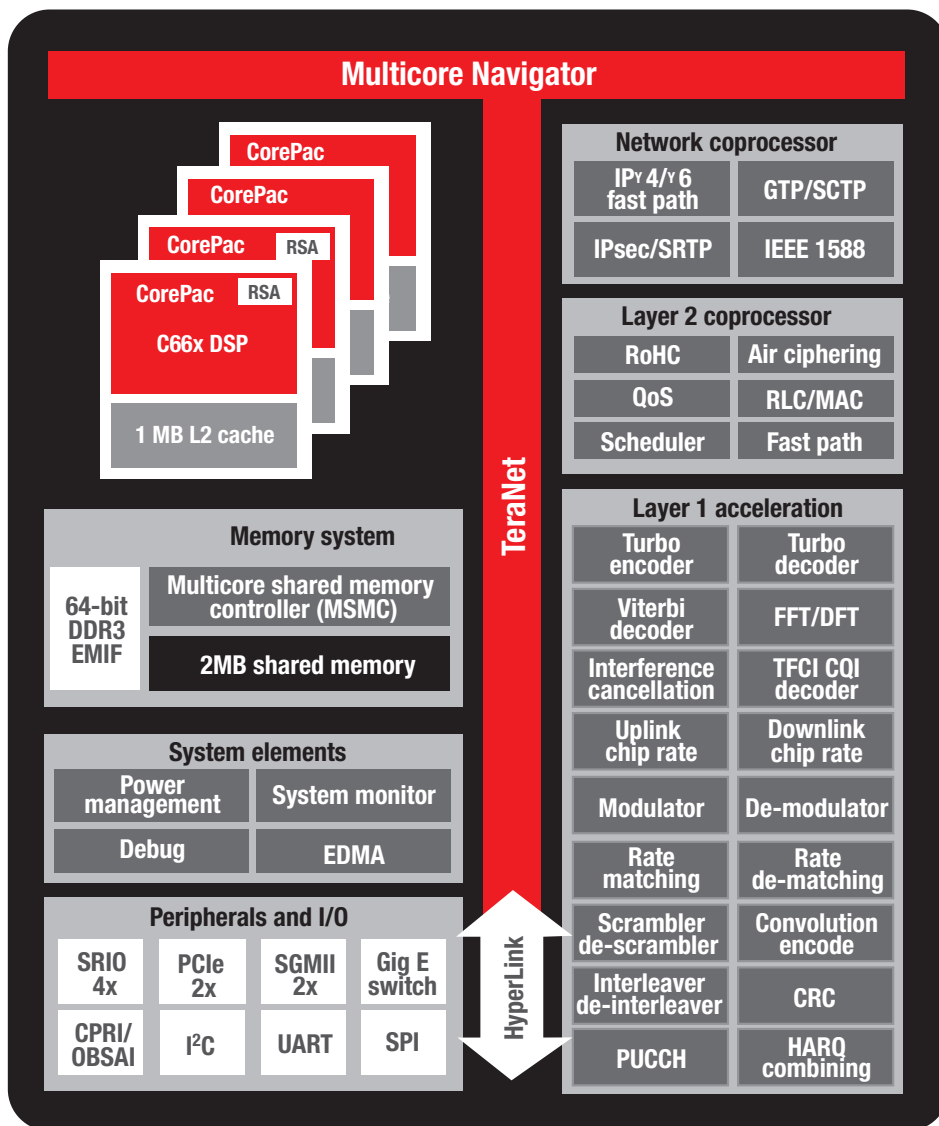 Multicore Navigator
CorePac
CorePac
CorePac
RSA
CorePac
RSA
C66x DSP
1 MB L2 cache
TeraNet
Memory system
64-bit
DDR3
EMIF
Multicore shared memory
controller (MSMC)
2MB shared memory
System elements
Power
management
System monitor
Debug
EDMA
Peripherals and I/O
SRIO
4x
PCIe
2x
SGMII
2x
Gig E
switch
CPRI/
OBSAI
I²C
UART
SPI
HyperLink
Network coprocessor
IPʏ 4/ʏ 6
fast path
GTP/SCTP
IPsec/SRTP
IEEE 1588
Layer 2 coprocessor
RoHC
Air ciphering
QoS
RLC/MAC
Scheduler
Fast path
Layer 1 acceleration
Turbo
encoder
Turbo
decoder
Viterbi
decoder
FFT/DFT
Interference
cancellation
TFCI CQI
decoder
Uplink
chip rate
Downlink
chip rate
Modulator
De-modulator
Rate
matching
Rate
de-matching
Scrambler
de-scrambler
Convolution
encode
Interleaver
de-interleaver
CRC
PUCCH
HARQ
combining